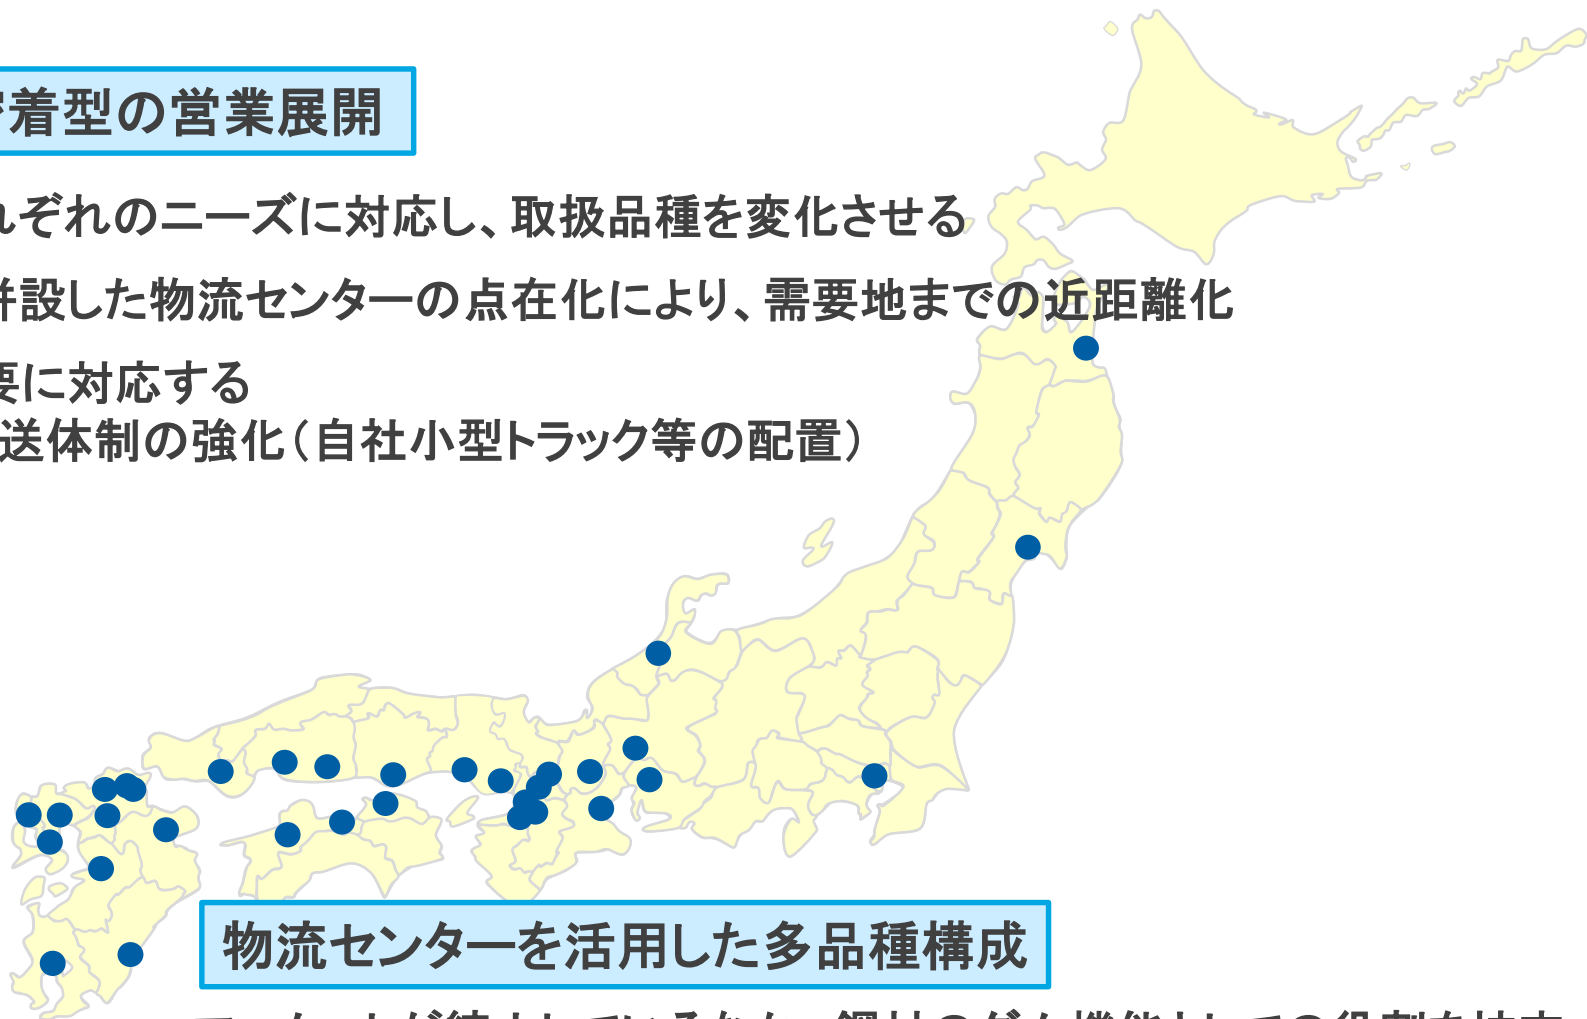 着型の営業展開
れぞれのニーズに対応し、取扱品種を変化させる
併設した物流センターの点在化により、需要地までの近距離化
要に対応する
送体制の強化（自社小型トラック等の配置）
物流センターを活用した多品種構成